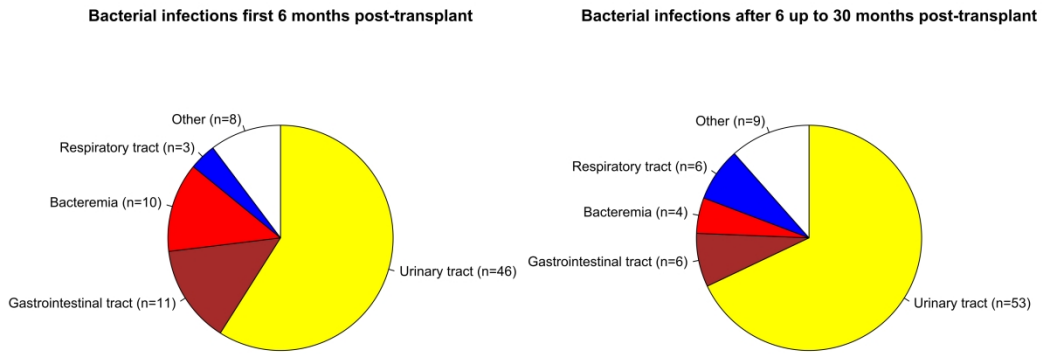 Bacterial infections first 6 months post-transplant
Other (n=8)
Respiratory tract (n=3)
Bacteremia (n=10)
Gastrointestinal tract (n=11)
Urinary tract (n=46)
Bacterial infections after 6 up to 30 months post-transplant
Other (n=9)
Respiratory tract (n=6)
Bacteremia (n=4)
Gastrointestinal tract (n=6)
Urinary tract (n=53)